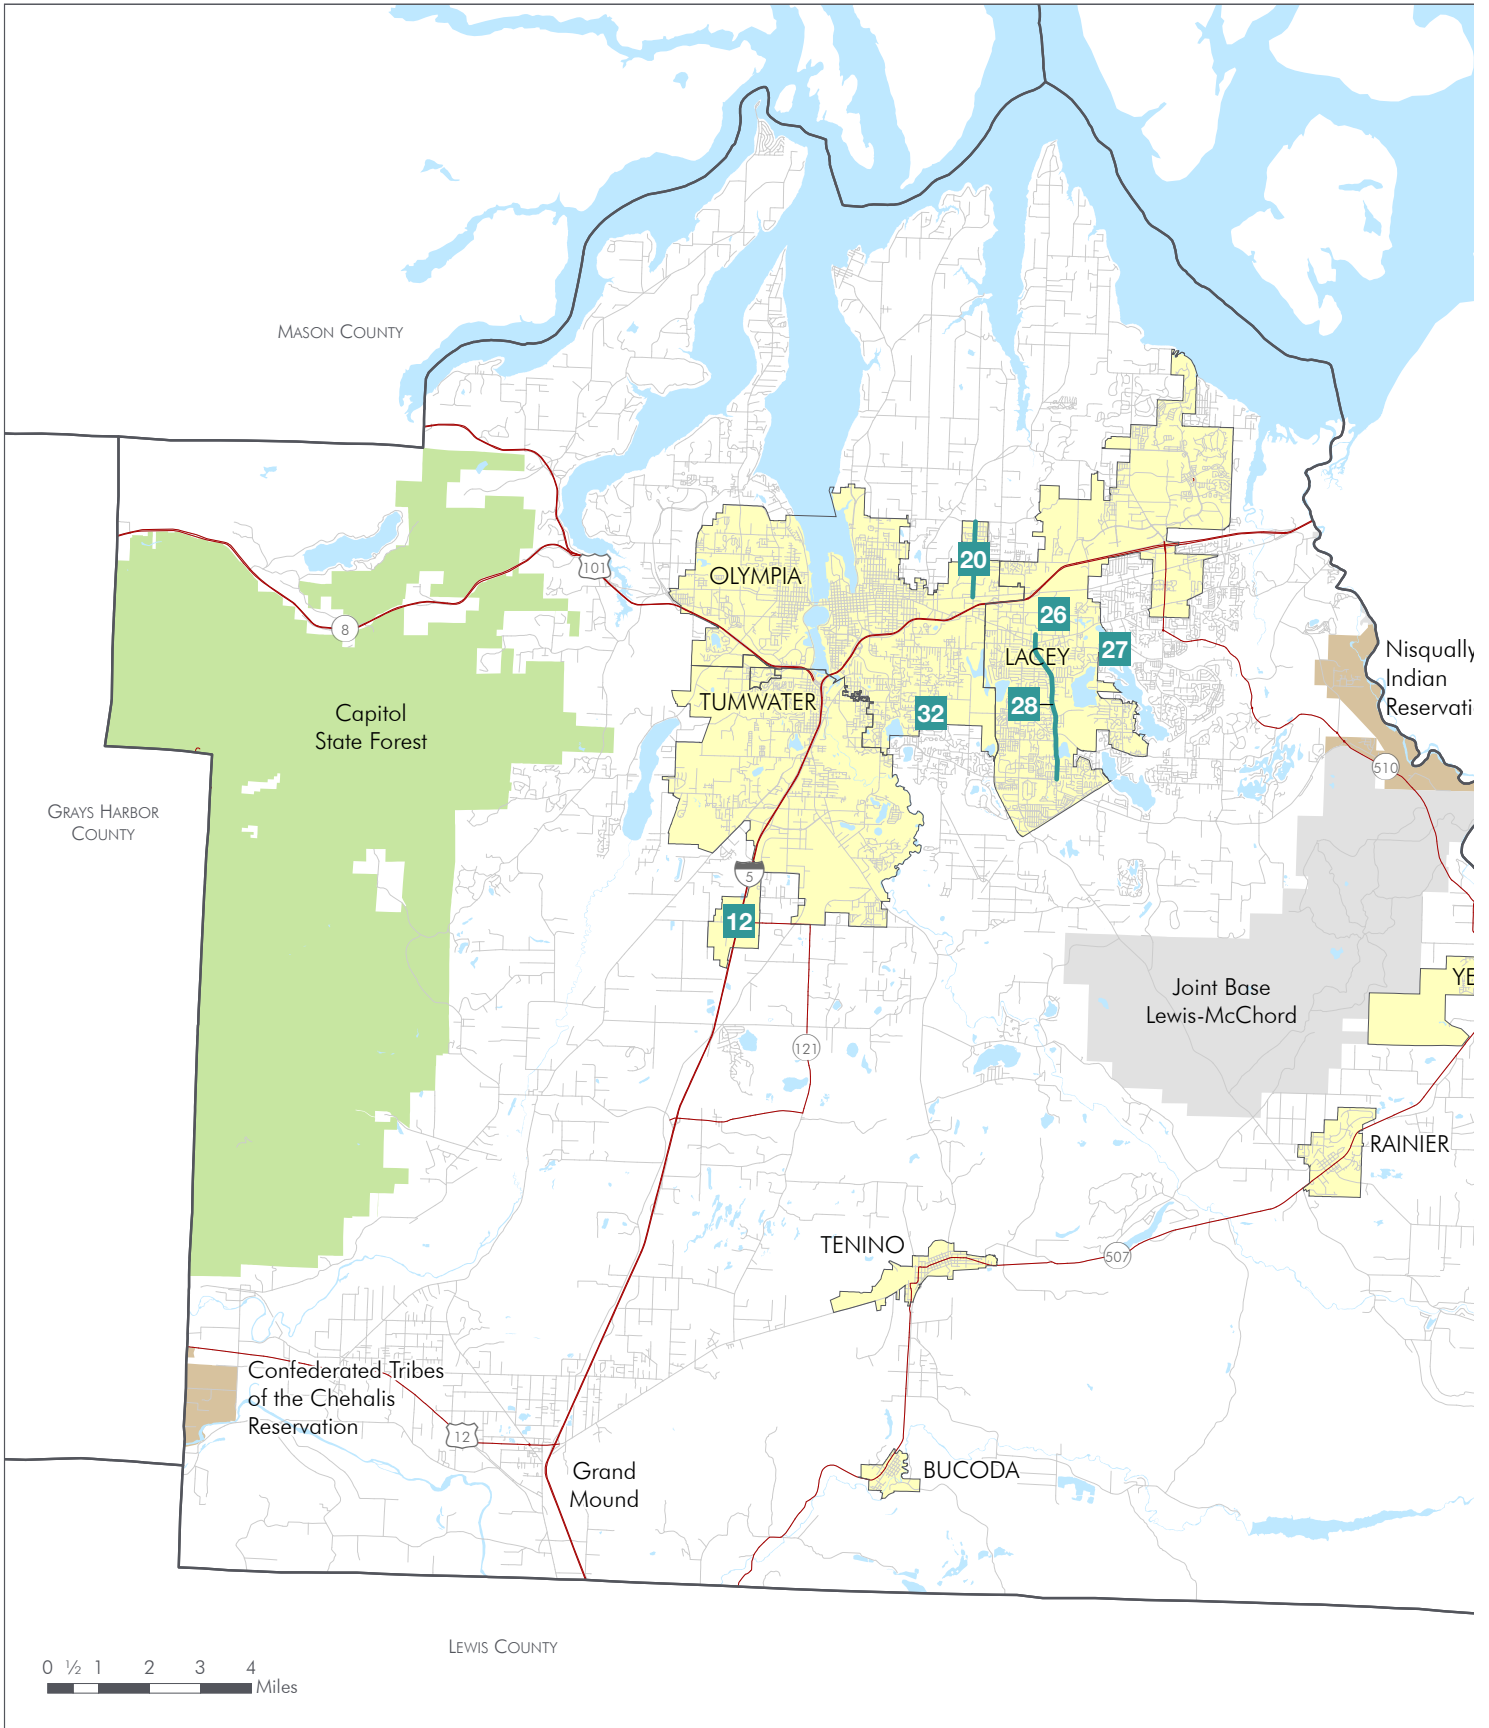 MASON COUNTY
20
OLYMPIA
101
26
8
LACEY
27
Nisqually
Indian
Reservati
TUMWATER
28
32
Capitol
State Forest
510
GRAYS HARBOR
COUNTY
5
12
YE
Joint Base
Lewis-McChord
121
RAINIER
TENINO
507
Confederated Tribes
of the Chehalis
Reservation
12
Grand
Mound
BUCODA
LEWIS COUNTY
0 ½ 1 2 3 4
Miles